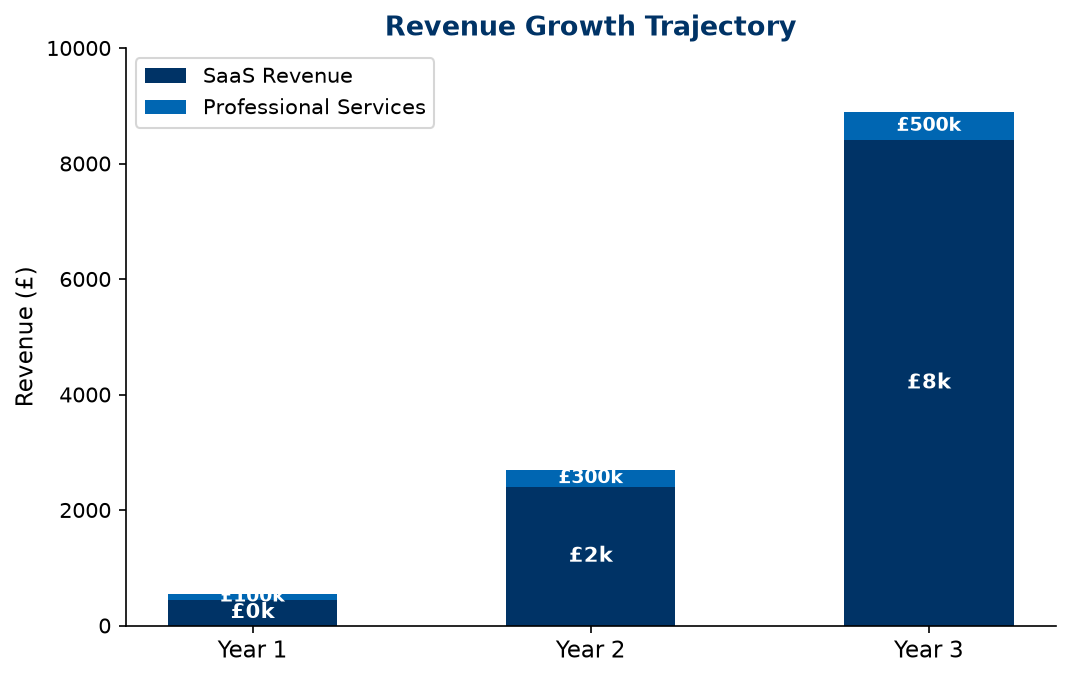 Revenue Growth Trajectory
10000
SaaS Revenue
Professional Services
£500k
8000
Revenue (£)
6000
£8k
4000
£300k
2000
£2k
£100k
£0k
0
Year 1
Year 2
Year 3